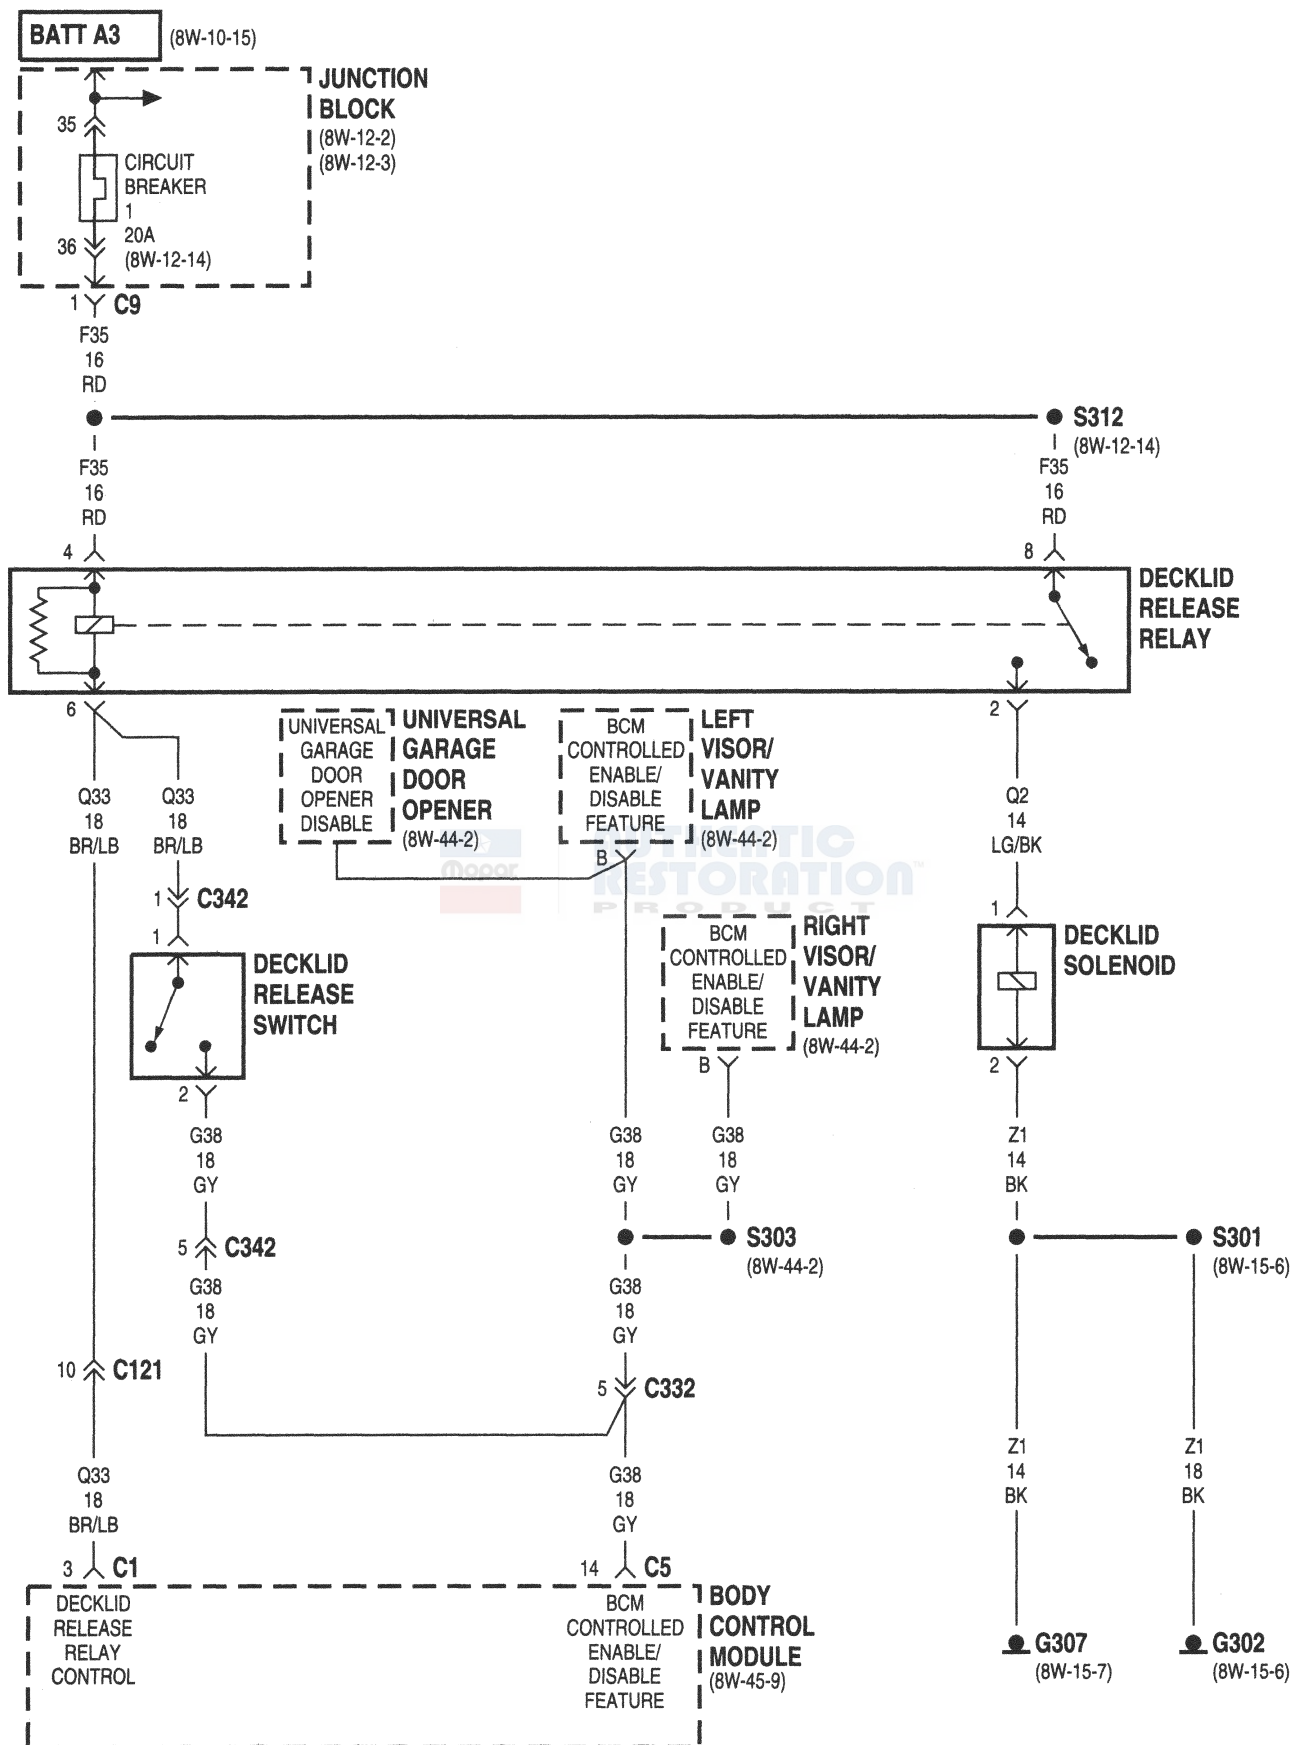 BATT A3
(8W-10-15)
JUNCTION
BLOCK
(8W-12-2)
(8W-12-3)
35
CIRCUIT
BREAKER
1
20A
(8W-12-14)
36
1
C9
F35
16
RD
S312
(8W-12-14)
F35
16
RD
F35
16
RD
4
8
DECKLID
RELEASE
RELAY
6
2
UNIVERSAL
GARAGE
DOOR
OPENER
DISABLE
UNIVERSAL
GARAGE
DOOR
OPENER
(8W-44-2)
BCM
CONTROLLED
ENABLE/
DISABLE
FEATURE
LEFT
VISOR/
VANITY
LAMP
(8W-44-2)
B
Q33
18
BR/LB
Q33
18
BR/LB
Q2
14
LG/BK
Mopar
AUTHENTIC
RESTORATION™
PRODUCT
1
C342
1
DECKLID
RELEASE
SWITCH
2
BCM
CONTROLLED
ENABLE/
DISABLE
FEATURE
RIGHT
VISOR/
VANITY
LAMP
(8W-44-2)
B
1
DECKLID
SOLENOID
2
G38
18
GY
G38
18
GY
G38
18
GY
Z1
14
BK
5
C342
S303
(8W-44-2)
S301
(8W-15-6)
G38
18
GY
G38
18
GY
10
C121
5
C332
Q33
18
BR/LB
G38
18
GY
Z1
14
BK
Z1
18
BK
3
C1
14
C5
DECKLID
RELEASE
RELAY
CONTROL
BCM
CONTROLLED
ENABLE/
DISABLE
FEATURE
BODY
CONTROL
MODULE
(8W-45-9)
G307
(8W-15-7)
G302
(8W-15-6)